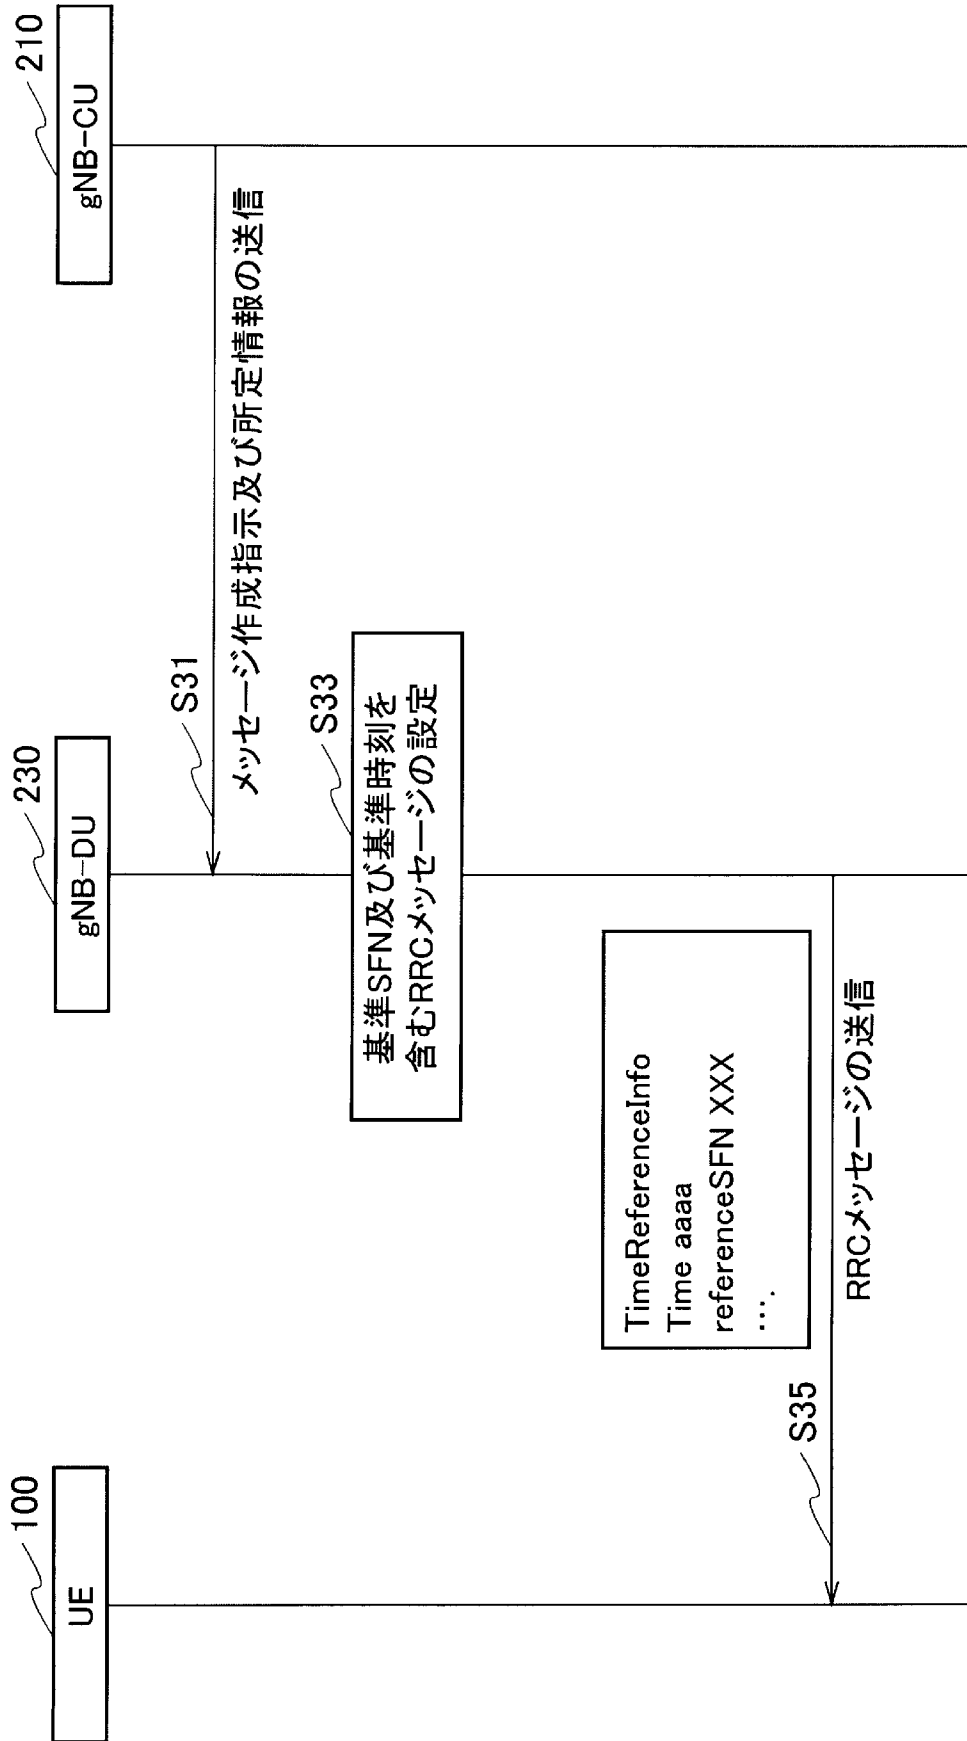 100
UE
230
gNB-DU
210
gNB-CU
S31
メッセージ作成指示及び所定情報の送信
S33
基準SFN及び基準時刻を
含むRRCメッセージの設定
TimeReferenceInfo
Time aaaa
referenceSFN XXX
….
S35
RRCメッセージの送信